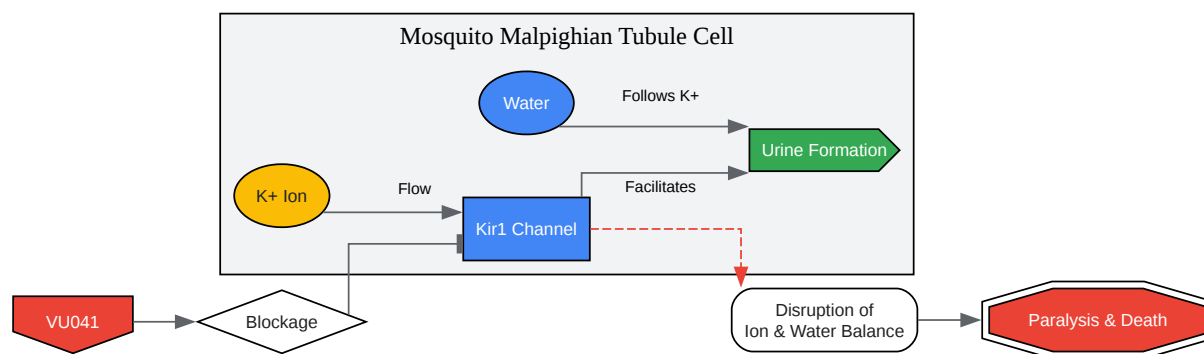 Mosquito Malpighian Tubule Cell
Water
Follows K+
Urine Formation
K+ Ion
Flow
Facilitates
Kir1 Channel
VU041
Blockage
Disruption of
Ion & Water Balance
Paralysis & Death